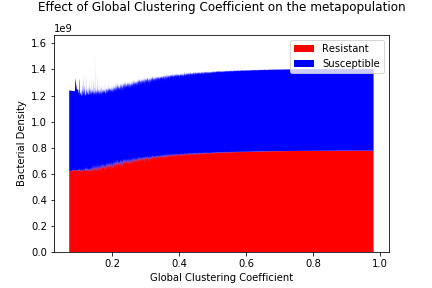 Effect of Global Clustering Coefficient on the metapopulation
1e9
1.6
1.4
1.2
1.0
0.8
0.6
0.4
0.2
0.0
Bacterial Density
Resistant
Susceptible
0.2 0.4 0.6 0.8 1.0
Global Clustering Coefficient